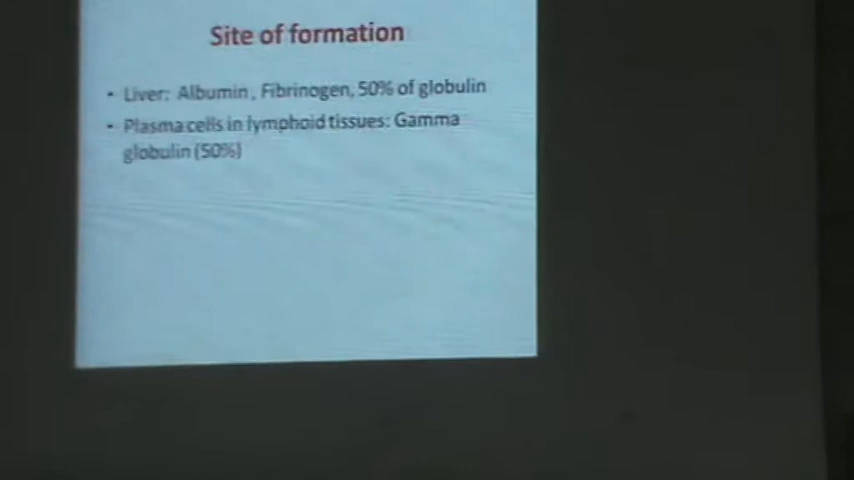 Site of formation
• Liver: Albumin, Fibrinogen, 50% of globulin
• Plasma cells in lymphoid tissues: Gamma
globulin (50%)